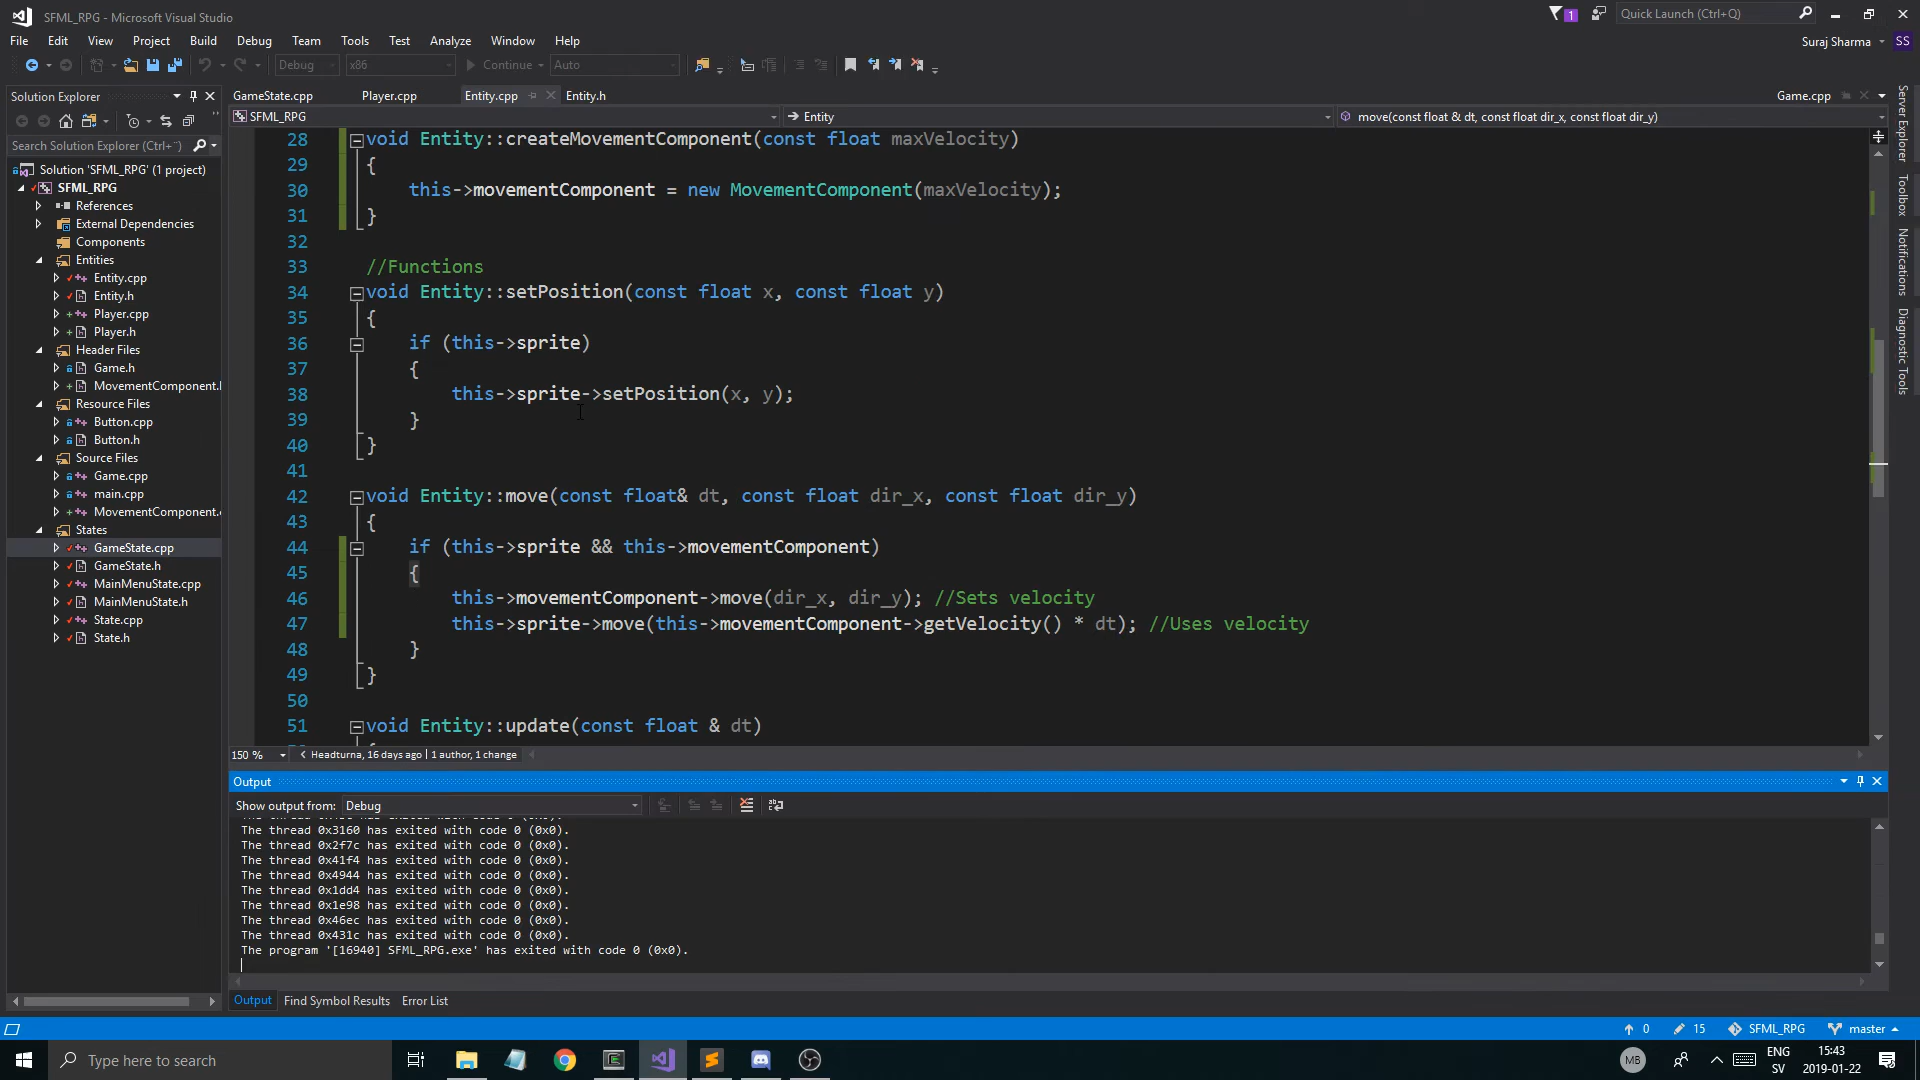 SFML_RPG - Microsoft Visual Studio
1
Quick Launch (Ctrl+Q)
File Edit View Project Build Debug Team Tools Test Analyze Window Help
Suraj Sharma SS
Debug x86 Continue Auto
Solution Explorer
GameState.cpp Player.cpp Entity.cpp Entity.h Game.cpp
SFML_RPG Entity move(const float & dt, const float dir_x, const float dir_y)
Search Solution Explorer (Ctrl+¨)
Solution 'SFML_RPG' (1 project)
SFML_RPG
References
External Dependencies
Components
Entities
Entity.cpp
Entity.h
Player.cpp
Player.h
Header Files
Game.h
MovementComponent.
Resource Files
Button.cpp
Button.h
Source Files
Game.cpp
main.cpp
MovementComponent.
States
GameState.cpp
GameState.h
MainMenuState.cpp
MainMenuState.h
State.cpp
State.h
28 void Entity::createMovementComponent(const float maxVelocity)
29 {
30 this->movementComponent = new MovementComponent(maxVelocity);
31 }
32
33 //Functions
34 void Entity::setPosition(const float x, const float y)
35 {
36 if (this->sprite)
37 {
38 this->sprite->setPosition(x, y);
39 }
40 }
41
42 void Entity::move(const float& dt, const float dir_x, const float dir_y)
43 {
44 if (this->sprite && this->movementComponent)
45 {
46 this->movementComponent->move(dir_x, dir_y); //Sets velocity
47 this->sprite->move(this->movementComponent->getVelocity() * dt); //Uses velocity
48 }
49 }
50
51 void Entity::update(const float & dt)
150 % Headturna, 16 days ago | 1 author, 1 change
Server Explorer
Toolbox
Notifications
Diagnostic Tools
Output
Show output from: Debug
The thread 0x3160 has exited with code 0 (0x0).
The thread 0x2f7c has exited with code 0 (0x0).
The thread 0x41f4 has exited with code 0 (0x0).
The thread 0x4944 has exited with code 0 (0x0).
The thread 0x1dd4 has exited with code 0 (0x0).
The thread 0x1e98 has exited with code 0 (0x0).
The thread 0x46ec has exited with code 0 (0x0).
The thread 0x431c has exited with code 0 (0x0).
The program '[16940] SFML_RPG.exe' has exited with code 0 (0x0).
Output Find Symbol Results Error List
0 15 SFML_RPG master
Type here to search
MB
ENG
SV
15:43
2019-01-22